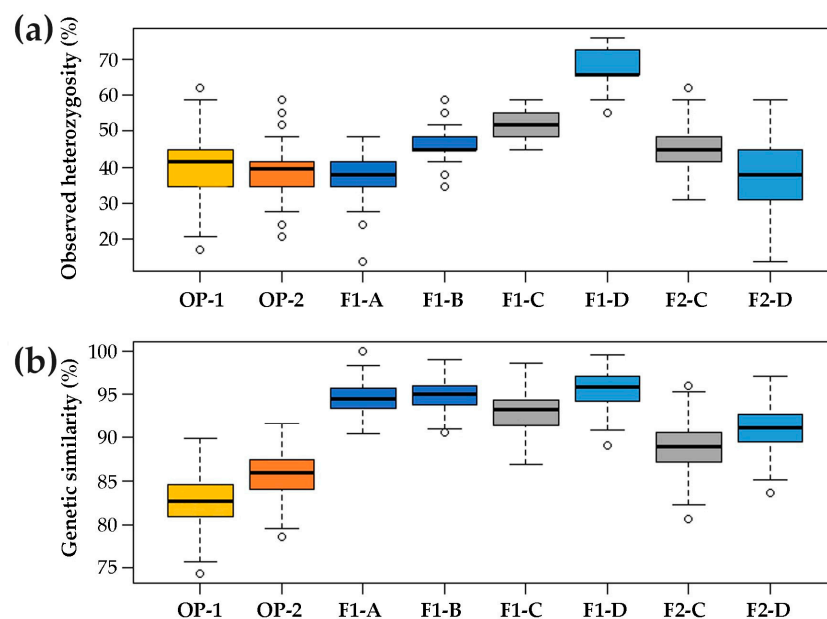 (a)
Observed heterozygosity (%)
70
60
50
40
30
20
OP-1 OP-2 F1-A F1-B F1-C F1-D F2-C F2-D
(b)
Genetic similarity (%)
100
95
90
85
80
75
OP-1 OP-2 F1-A F1-B F1-C F1-D F2-C F2-D